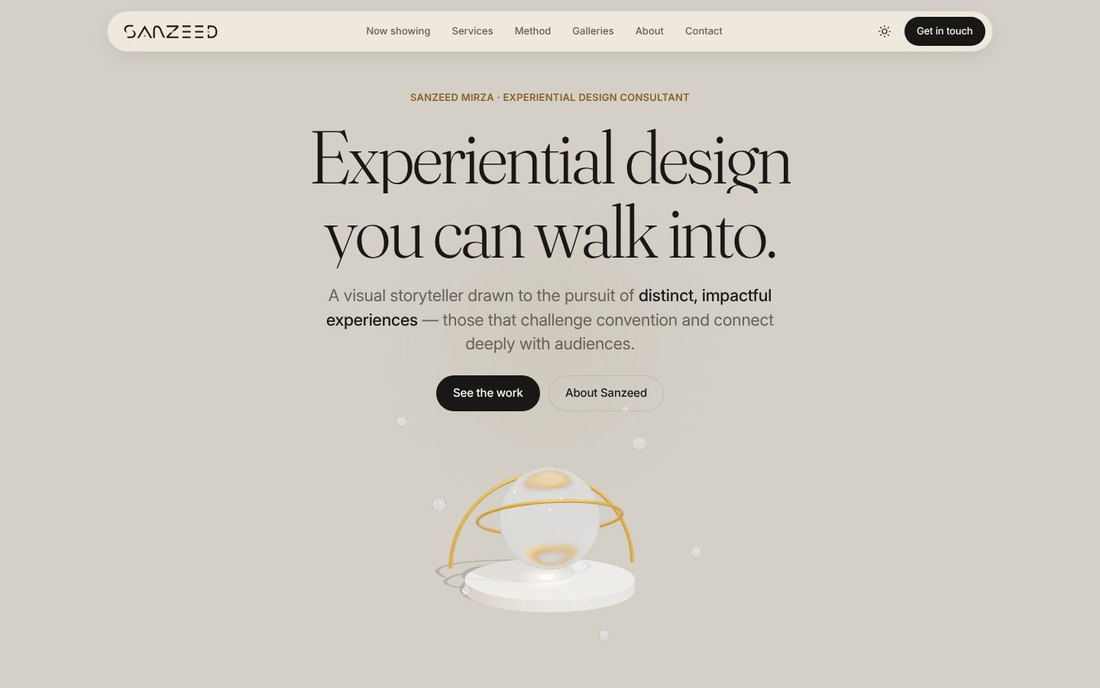 SANZEED
Now showing
Services
Method
Galleries
About
Contact
Get in touch
SANZEED MIRZA · EXPERIENTIAL DESIGN CONSULTANT
Experiential design
you can walk into.
A visual storyteller drawn to the pursuit of distinct, impactful
experiences — those that challenge convention and connect
deeply with audiences.
See the work
About Sanzeed